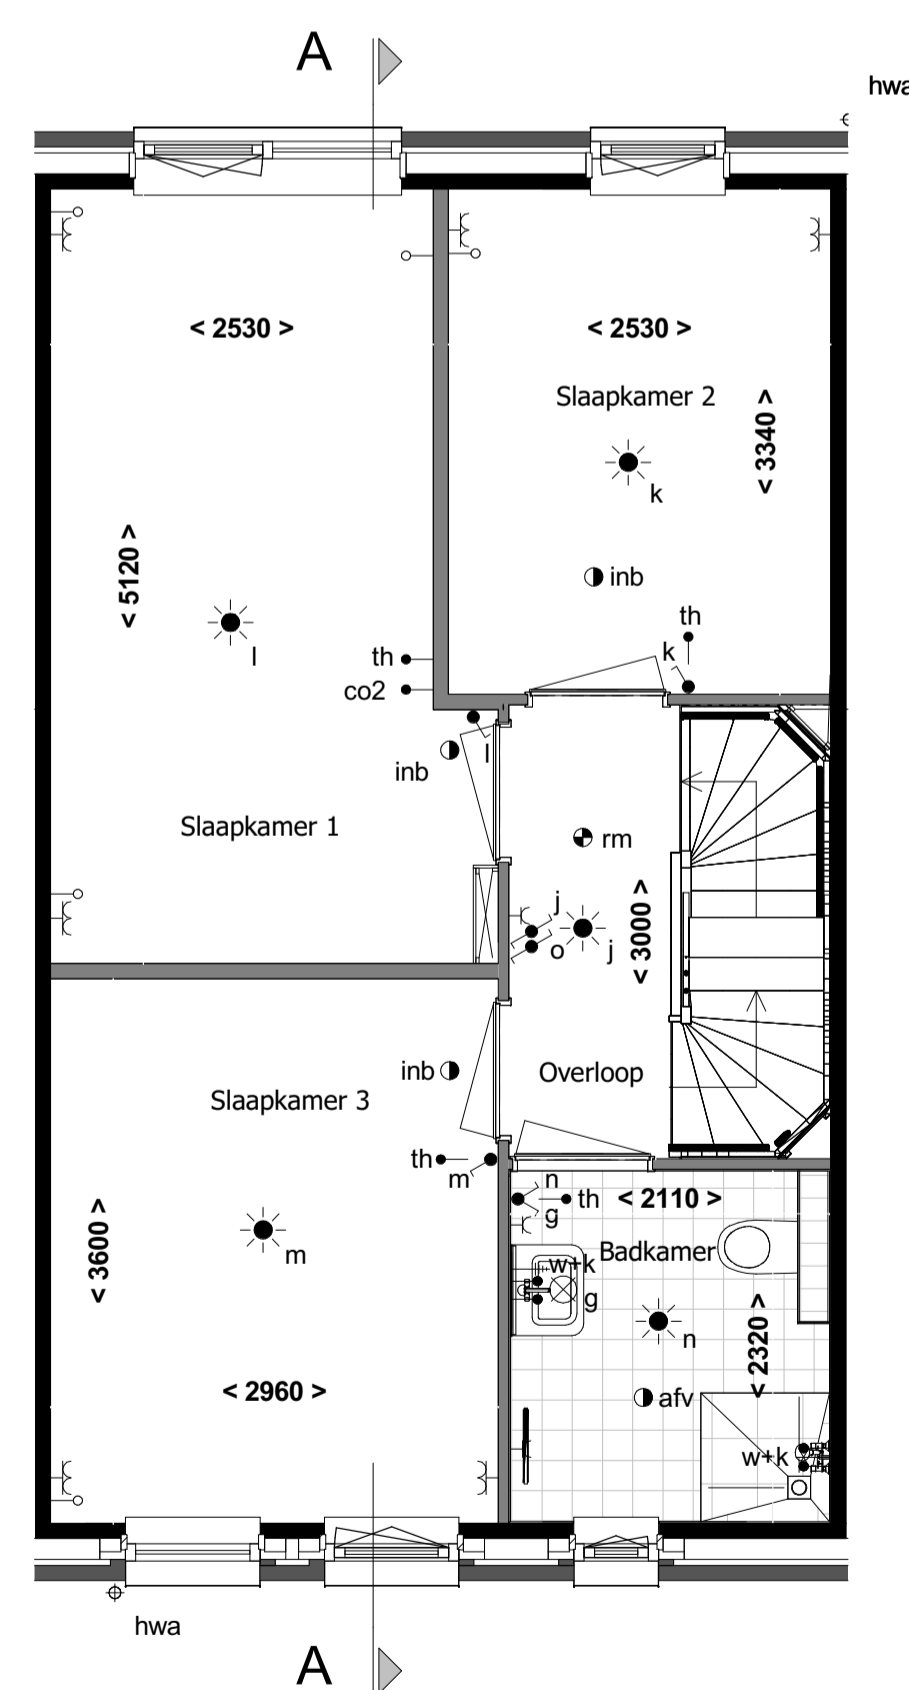 A
hwa
< 2530 >
< 2530 >
Slaapkamer 2
< 3340 >
k
< 5120 >
inb
l
th
k
th
co2
l
inb
Slaapkamer 1
rm
j
o
j
< 3000 >
inb
Overloop
Slaapkamer 3
th
m
n
th
< 2110 >
g
< 3600 >
m
Badkamer
w+k
g
n
< 2320 >
< 2960 >
afv
w+k
hwa
A